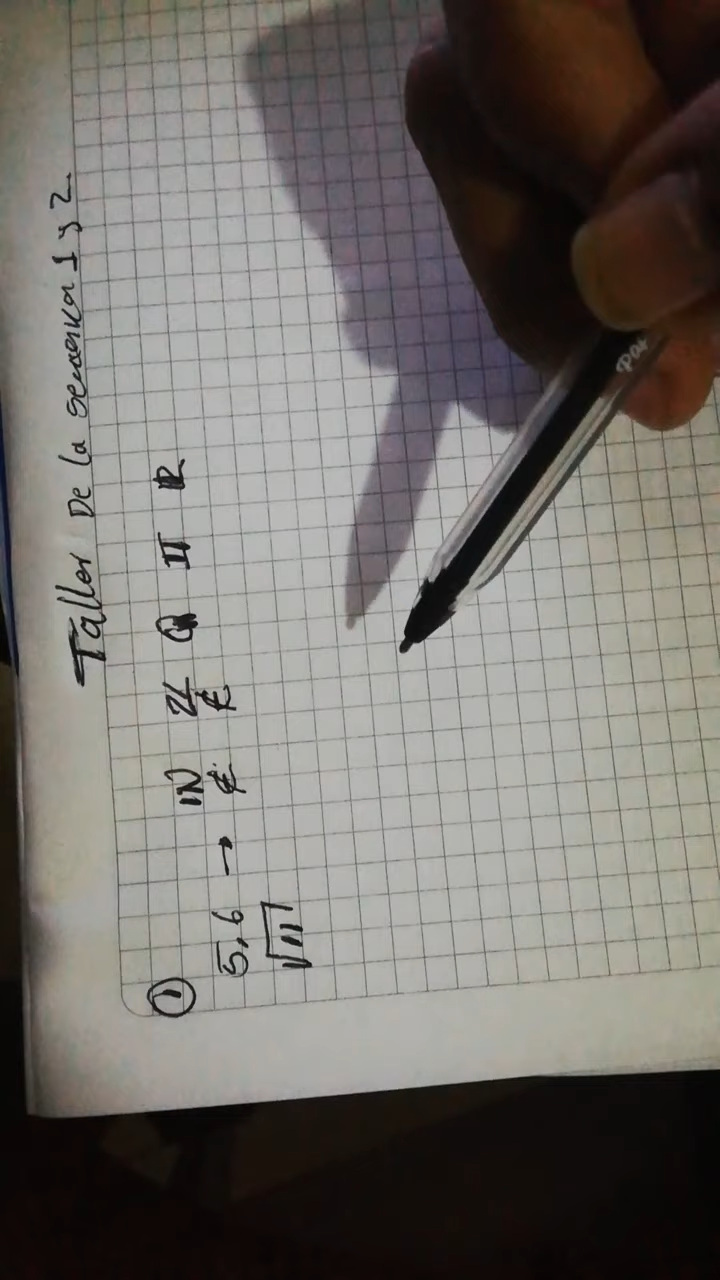 Taller De la semana 1 y 2
① IN Z Q II R
5,6 → ∉ ∉
√11